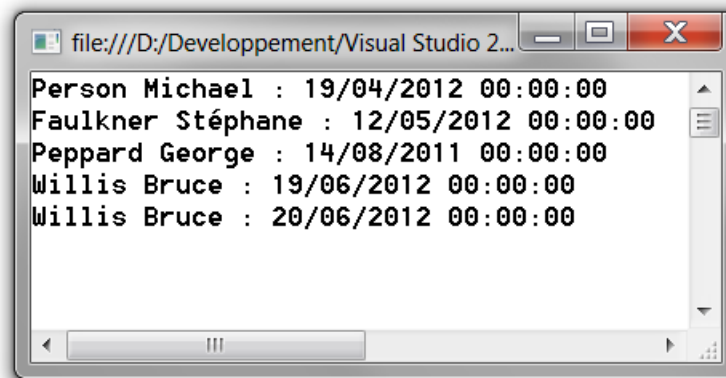 file:///D:/Developpement/Visual Studio 2...
Person Michael : 19/04/2012 00:00:00
Faulkner Stéphane : 12/05/2012 00:00:00
Peppard George : 14/08/2011 00:00:00
Willis Bruce : 19/06/2012 00:00:00
Willis Bruce : 20/06/2012 00:00:00